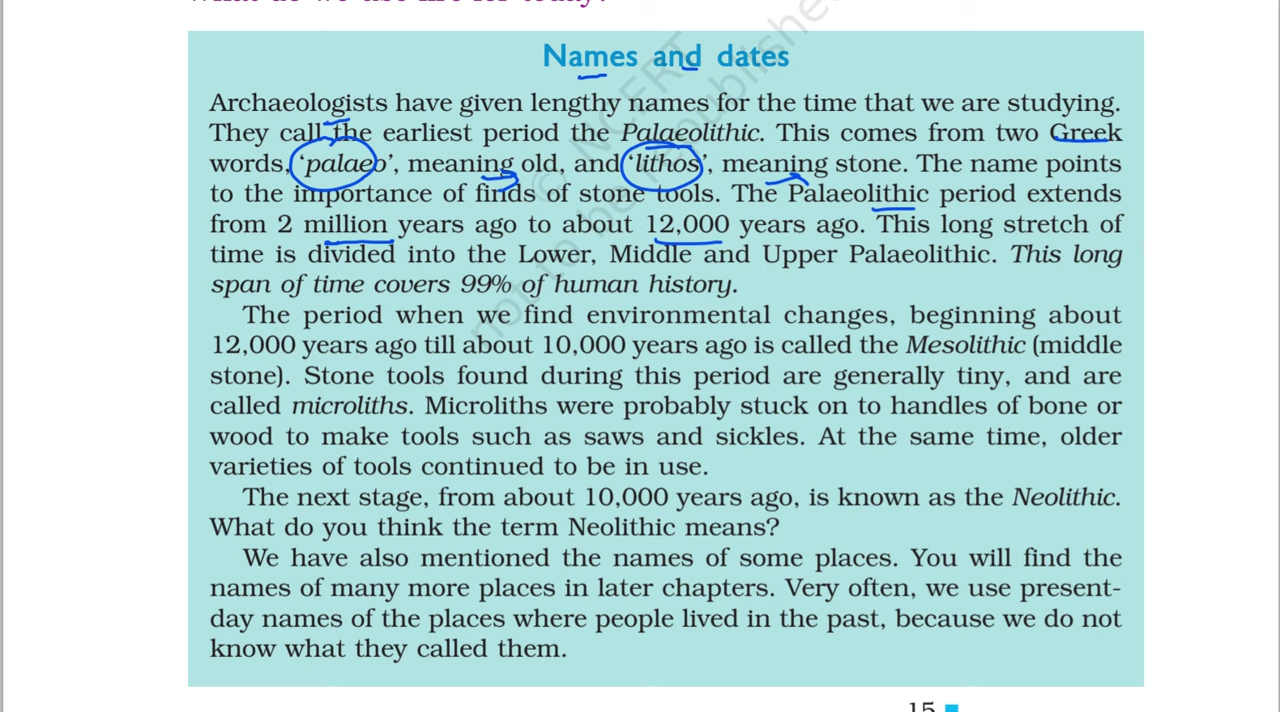 Names and dates
Archaeologists have given lengthy names for the time that we are studying.
They call the earliest period the Palaeolithic. This comes from two Greek
words, ‘palaeo’, meaning old, and ‘lithos’, meaning stone. The name points
to the importance of finds of stone tools. The Palaeolithic period extends
from 2 million years ago to about 12,000 years ago. This long stretch of
time is divided into the Lower, Middle and Upper Palaeolithic. This long
span of time covers 99% of human history.
The period when we find environmental changes, beginning about
12,000 years ago till about 10,000 years ago is called the Mesolithic (middle
stone). Stone tools found during this period are generally tiny, and are
called microliths. Microliths were probably stuck on to handles of bone or
wood to make tools such as saws and sickles. At the same time, older
varieties of tools continued to be in use.
The next stage, from about 10,000 years ago, is known as the Neolithic.
What do you think the term Neolithic means?
We have also mentioned the names of some places. You will find the
names of many more places in later chapters. Very often, we use present-
day names of the places where people lived in the past, because we do not
know what they called them.
15
© NCERT
not to be republished